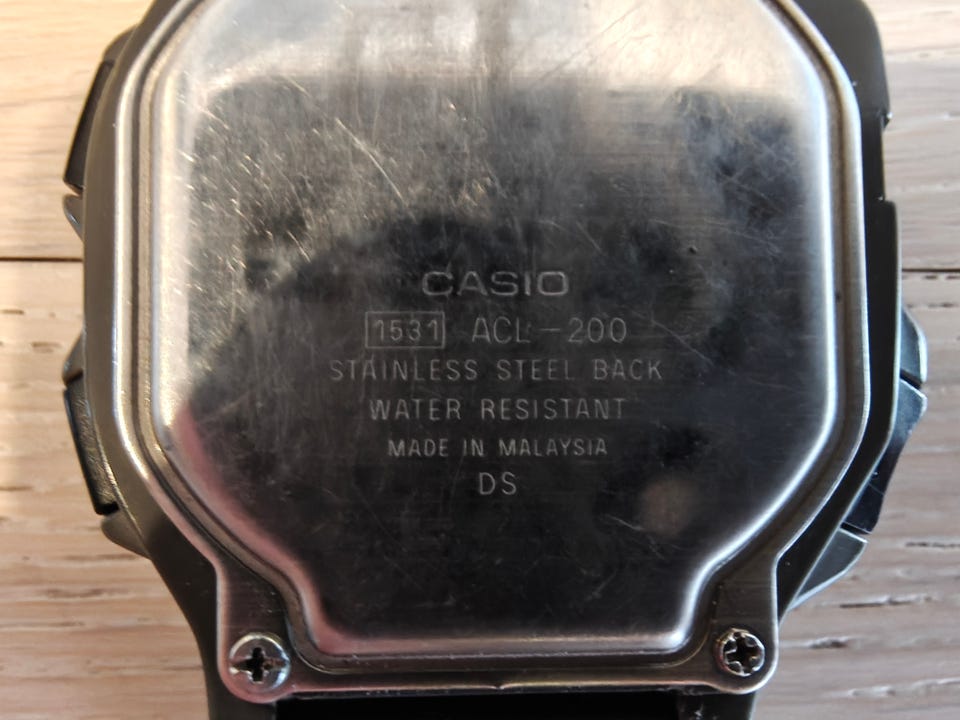 CASIO
1531 ACL-200
STAINLESS STEEL BACK
WATER RESISTANT
MADE IN MALAYSIA
DS